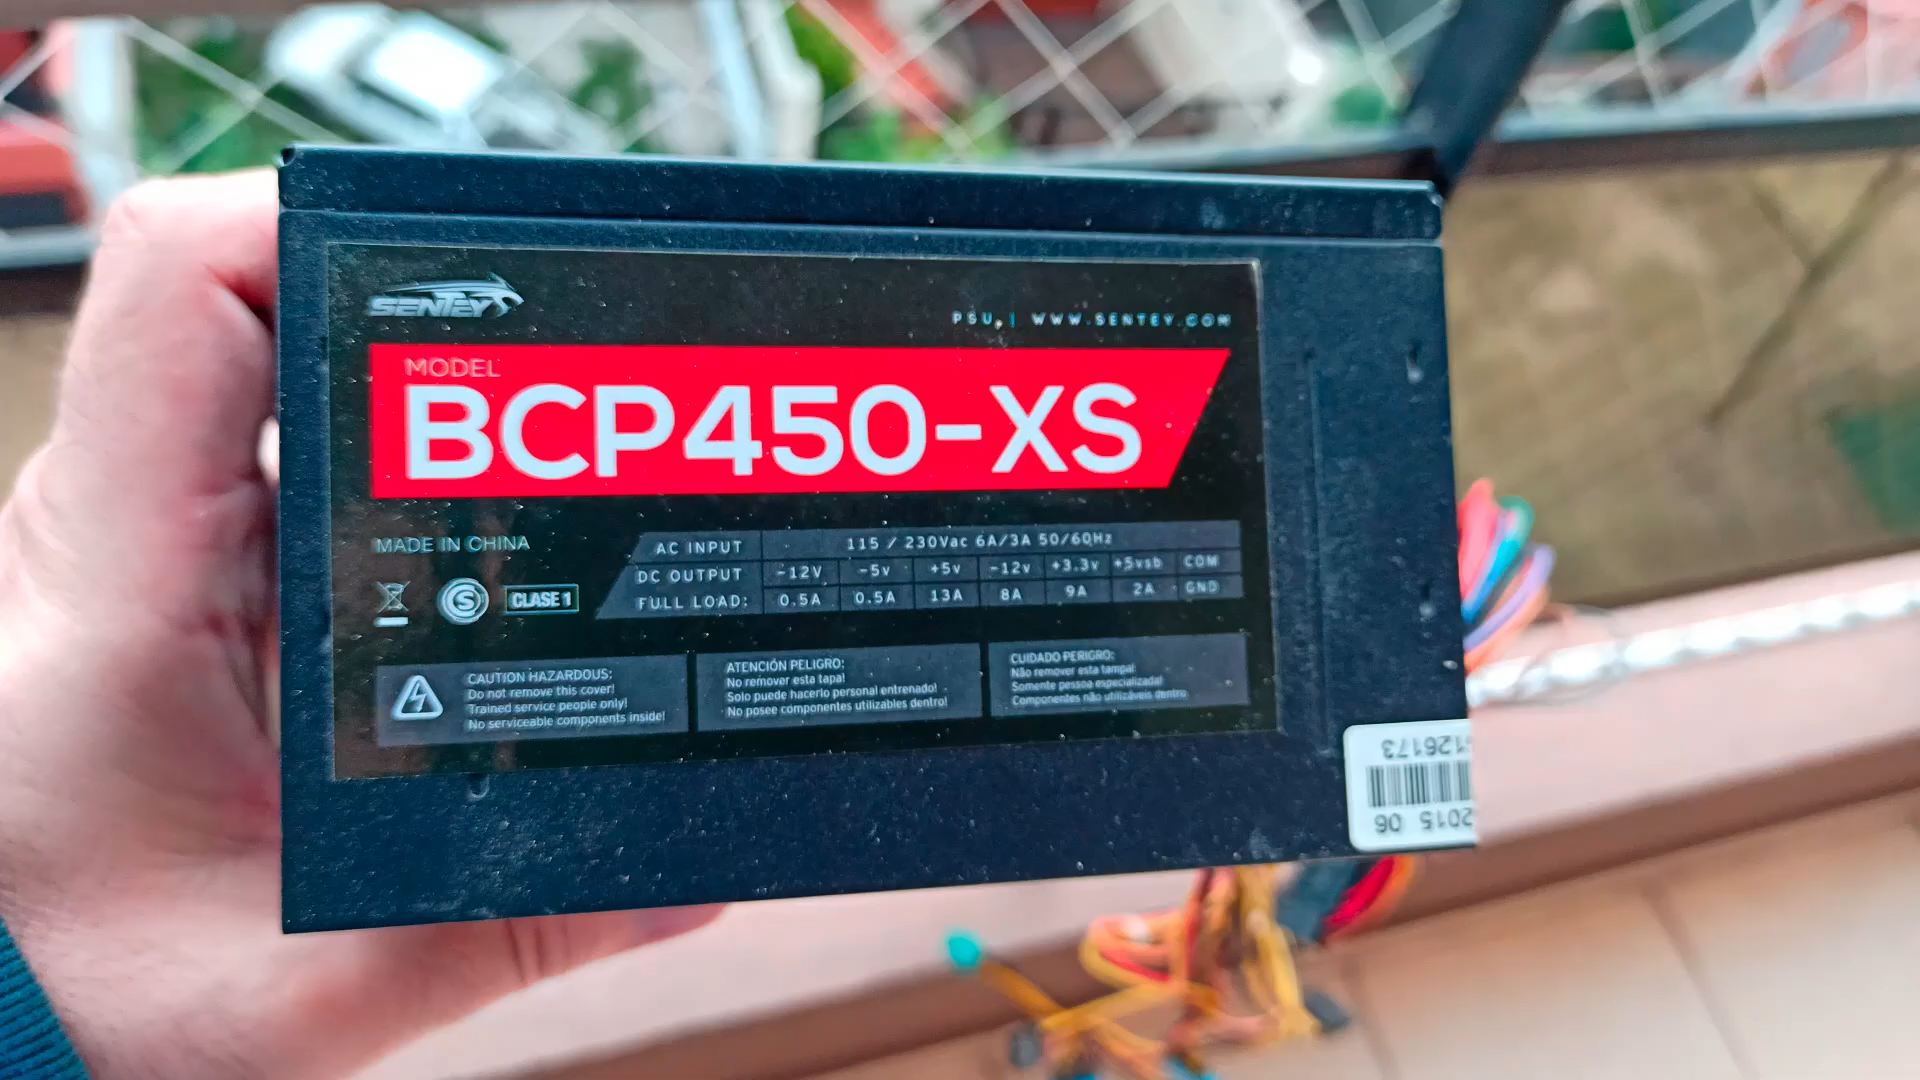 SENTEY
PSU | WWW.SENTEY.COM
MODEL
BCP450-XS
MADE IN CHINA
S
CLASE 1
AC INPUT 115 / 230Vac 6A/3A 50/60Hz
DC OUTPUT -12V -5V +5V -12V +3.3V +5vsb COM
FULL LOAD: 0.5A 0.5A 13A 8A 9A 2A GND
CAUTION HAZARDOUS:
Do not remove this cover!
Trained service people only!
No serviceable components inside!
ATENCIÓN PELIGRO:
No remover esta tapa!
Solo puede hacerlo personal entrenado!
No posee componentes utilizables dentro!
CUIDADO PERIGRO:
Não remover esta tampa!
Somente pessoa especializada!
Componentes não utilizáveis dentro
126173
2015 06